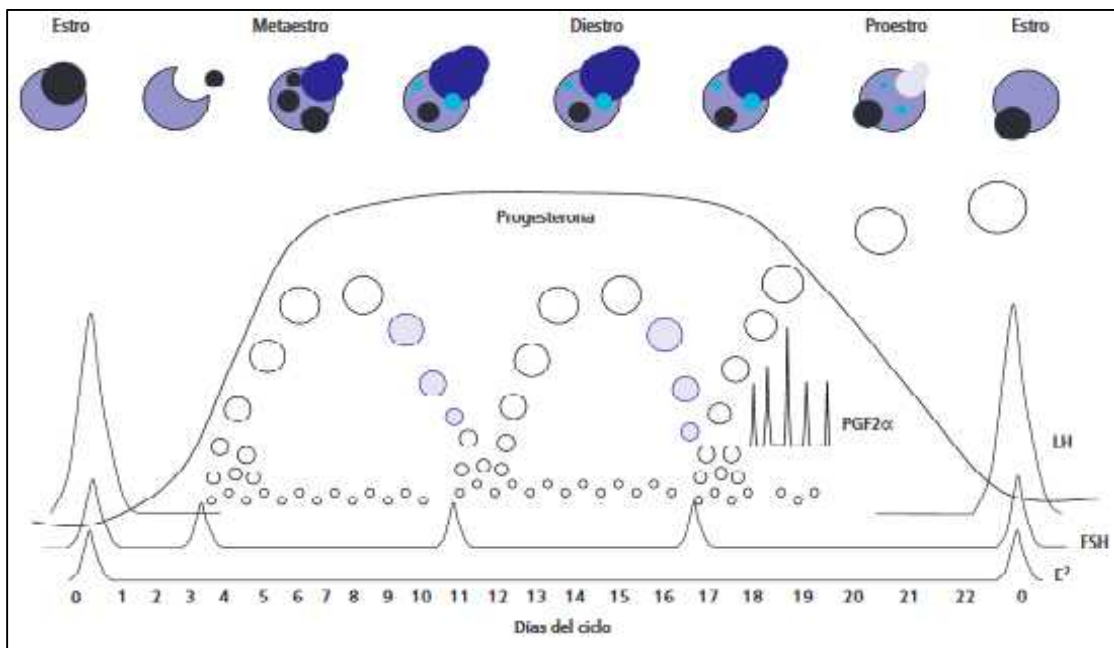 Estro Metaestro Diestro Proestro Estro
Progesterona
PGF2α
LH
FSH
E²
0 1 2 3 4 5 6 7 8 9 10 11 12 13 14 15 16 17 18 19 20 21 22 0
Días del ciclo